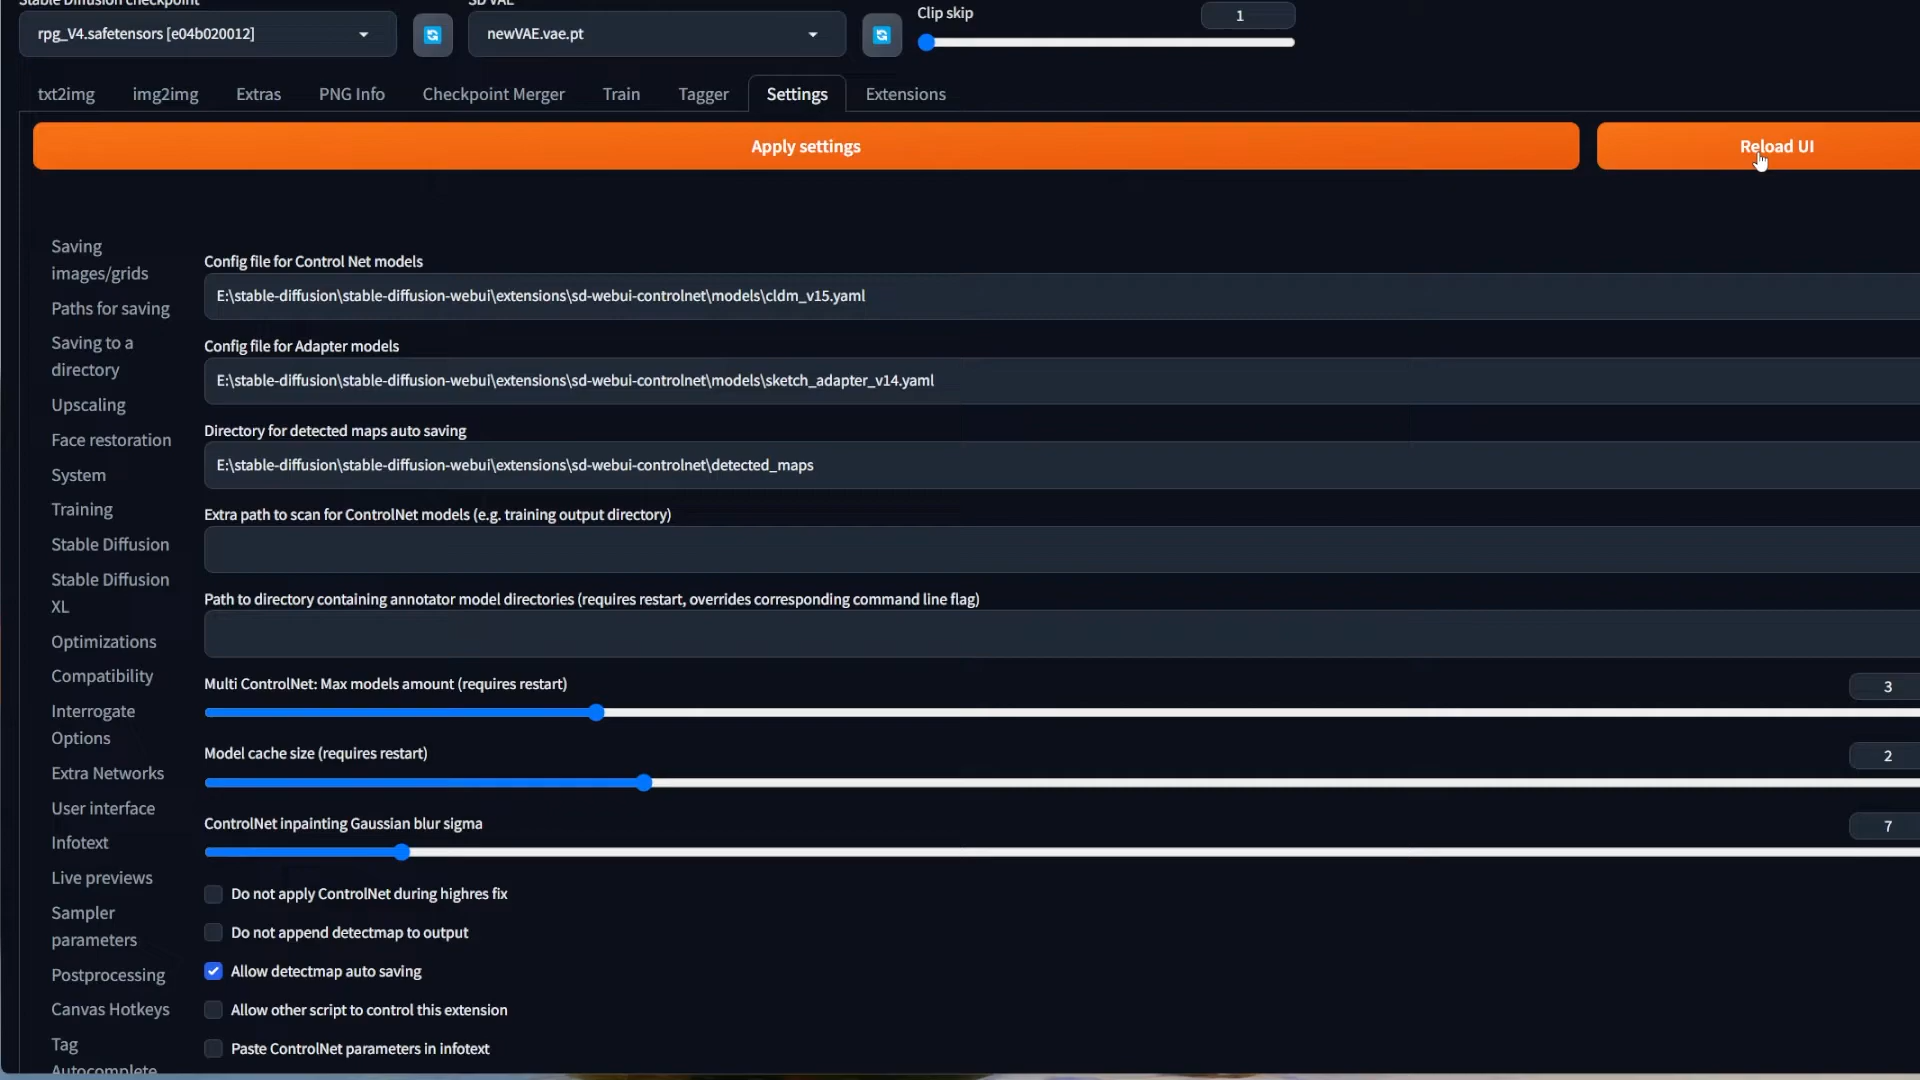 Stable Diffusion checkpoint
SD VAE
Clip skip
1
rpg_V4.safetensors [e04b020012]
newVAE.vae.pt
txt2img
img2img
Extras
PNG Info
Checkpoint Merger
Train
Tagger
Settings
Extensions
Apply settings
Reload UI
Saving
images/grids
Paths for saving
Saving to a
directory
Upscaling
Face restoration
System
Training
Stable Diffusion
Stable Diffusion
XL
Optimizations
Compatibility
Interrogate
Options
Extra Networks
User interface
Infotext
Live previews
Sampler
parameters
Postprocessing
Canvas Hotkeys
Tag
Autocomplete
Config file for Control Net models
E:\stable-diffusion\stable-diffusion-webui\extensions\sd-webui-controlnet\models\cldm_v15.yaml
Config file for Adapter models
E:\stable-diffusion\stable-diffusion-webui\extensions\sd-webui-controlnet\models\sketch_adapter_v14.yaml
Directory for detected maps auto saving
E:\stable-diffusion\stable-diffusion-webui\extensions\sd-webui-controlnet\detected_maps
Extra path to scan for ControlNet models (e.g. training output directory)
Path to directory containing annotator model directories (requires restart, overrides corresponding command line flag)
Multi ControlNet: Max models amount (requires restart)
3
Model cache size (requires restart)
2
ControlNet inpainting Gaussian blur sigma
7
Do not apply ControlNet during highres fix
Do not append detectmap to output
Allow detectmap auto saving
Allow other script to control this extension
Paste ControlNet parameters in infotext